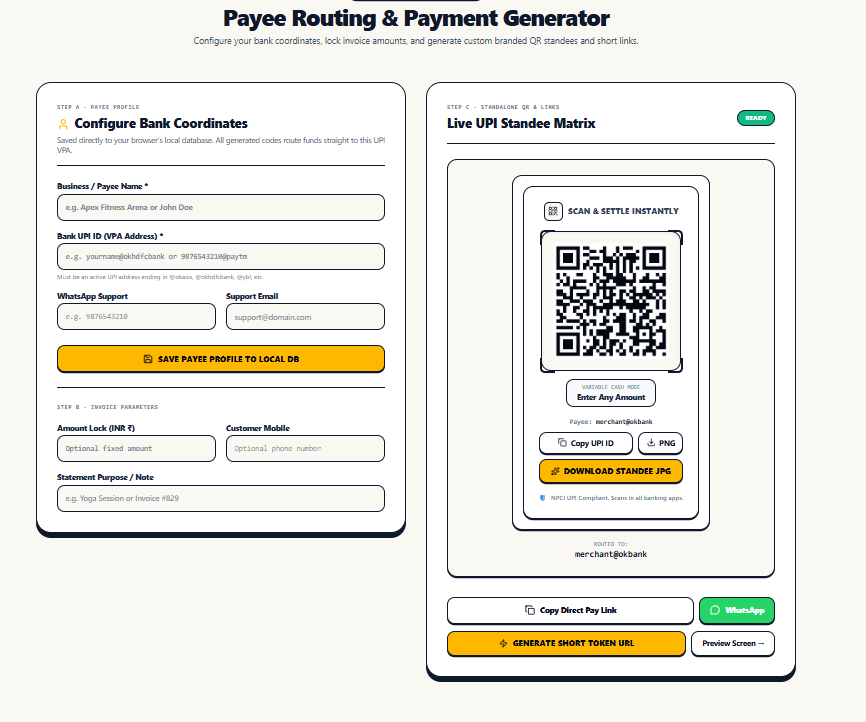 Payee Routing & Payment Generator
Configure your bank coordinates, lock invoice amounts, and generate custom branded QR standees and short links.
STEP A - PAYEE PROFILE
Configure Bank Coordinates
Saved directly to your browser's local database. All generated codes route funds straight to this UPI
VPA.
Business / Payee Name *
e.g. Apex Fitness Arena or John Doe
Bank UPI ID (VPA Address) *
e.g. yourname@okhdfcbank or 9876543210@paytm
Must be an active UPI address ending in @okaxis, @okhdfcbank, @ybl, etc.
WhatsApp Support
Support Email
e.g. 9876543210
support@domain.com
SAVE PAYEE PROFILE TO LOCAL DB
STEP B - INVOICE PARAMETERS
Amount Lock (INR ₹)
Customer Mobile
Optional fixed amount
Optional phone number
Statement Purpose / Note
e.g. Yoga Session or Invoice #829
STEP C - STANDALONE QR & LINKS
Live UPI Standee Matrix
READY
SCAN & SETTLE INSTANTLY
VARIABLE CASH MODE
Enter Any Amount
Payee: merchant@okbank
Copy UPI ID
PNG
DOWNLOAD STANDEE JPG
NPCI UPI Compliant. Scans in all banking apps.
ROUTED TO:
merchant@okbank
Copy Direct Pay Link
WhatsApp
GENERATE SHORT TOKEN URL
Preview Screen →